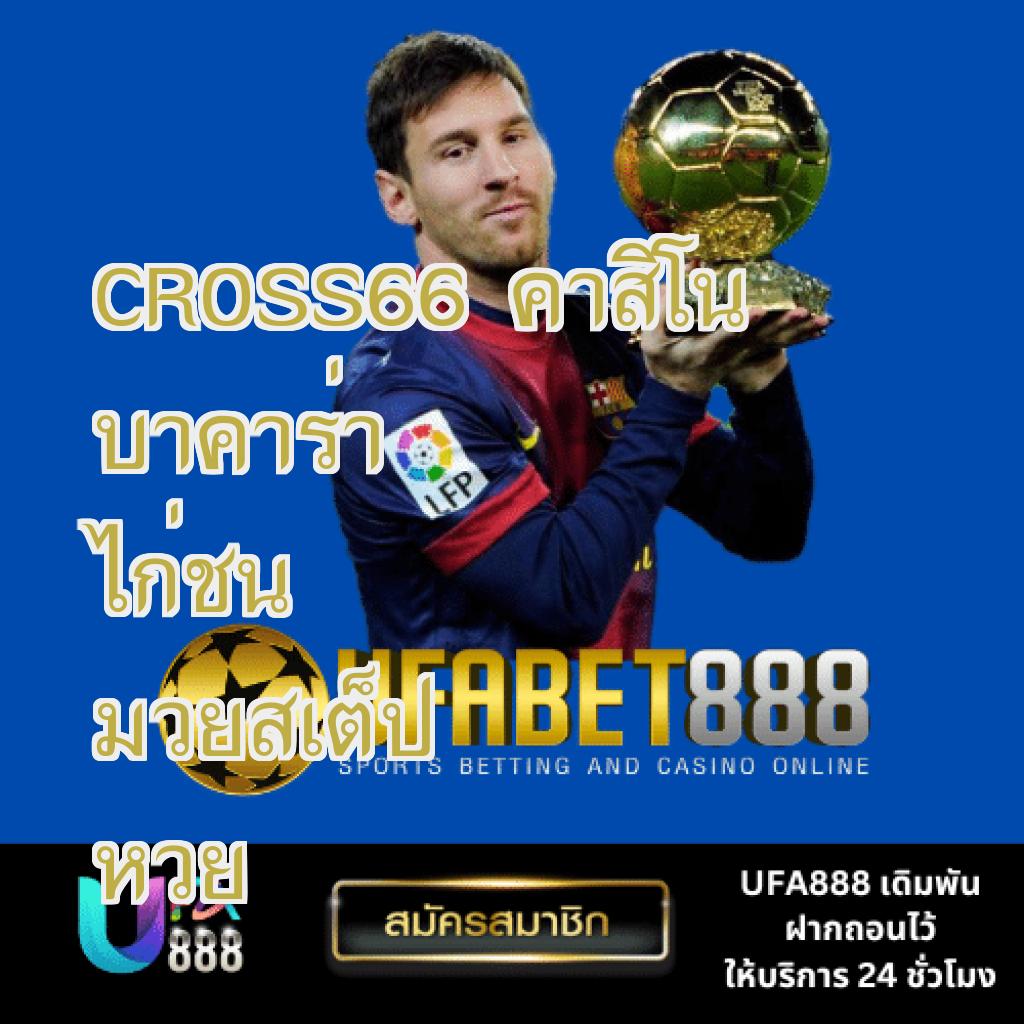 CROSS66 คาสิโน
บาคาร่า
LFP
ไก่ชน
UFABET888
มวยสเต็ป
SPORTS BETTING AND CASINO ONLINE
หวย
888
สมัครสมาชิก
UFA888 เดิมพัน
ฝากถอนไว้
ให้บริการ 24 ชั่วโมง